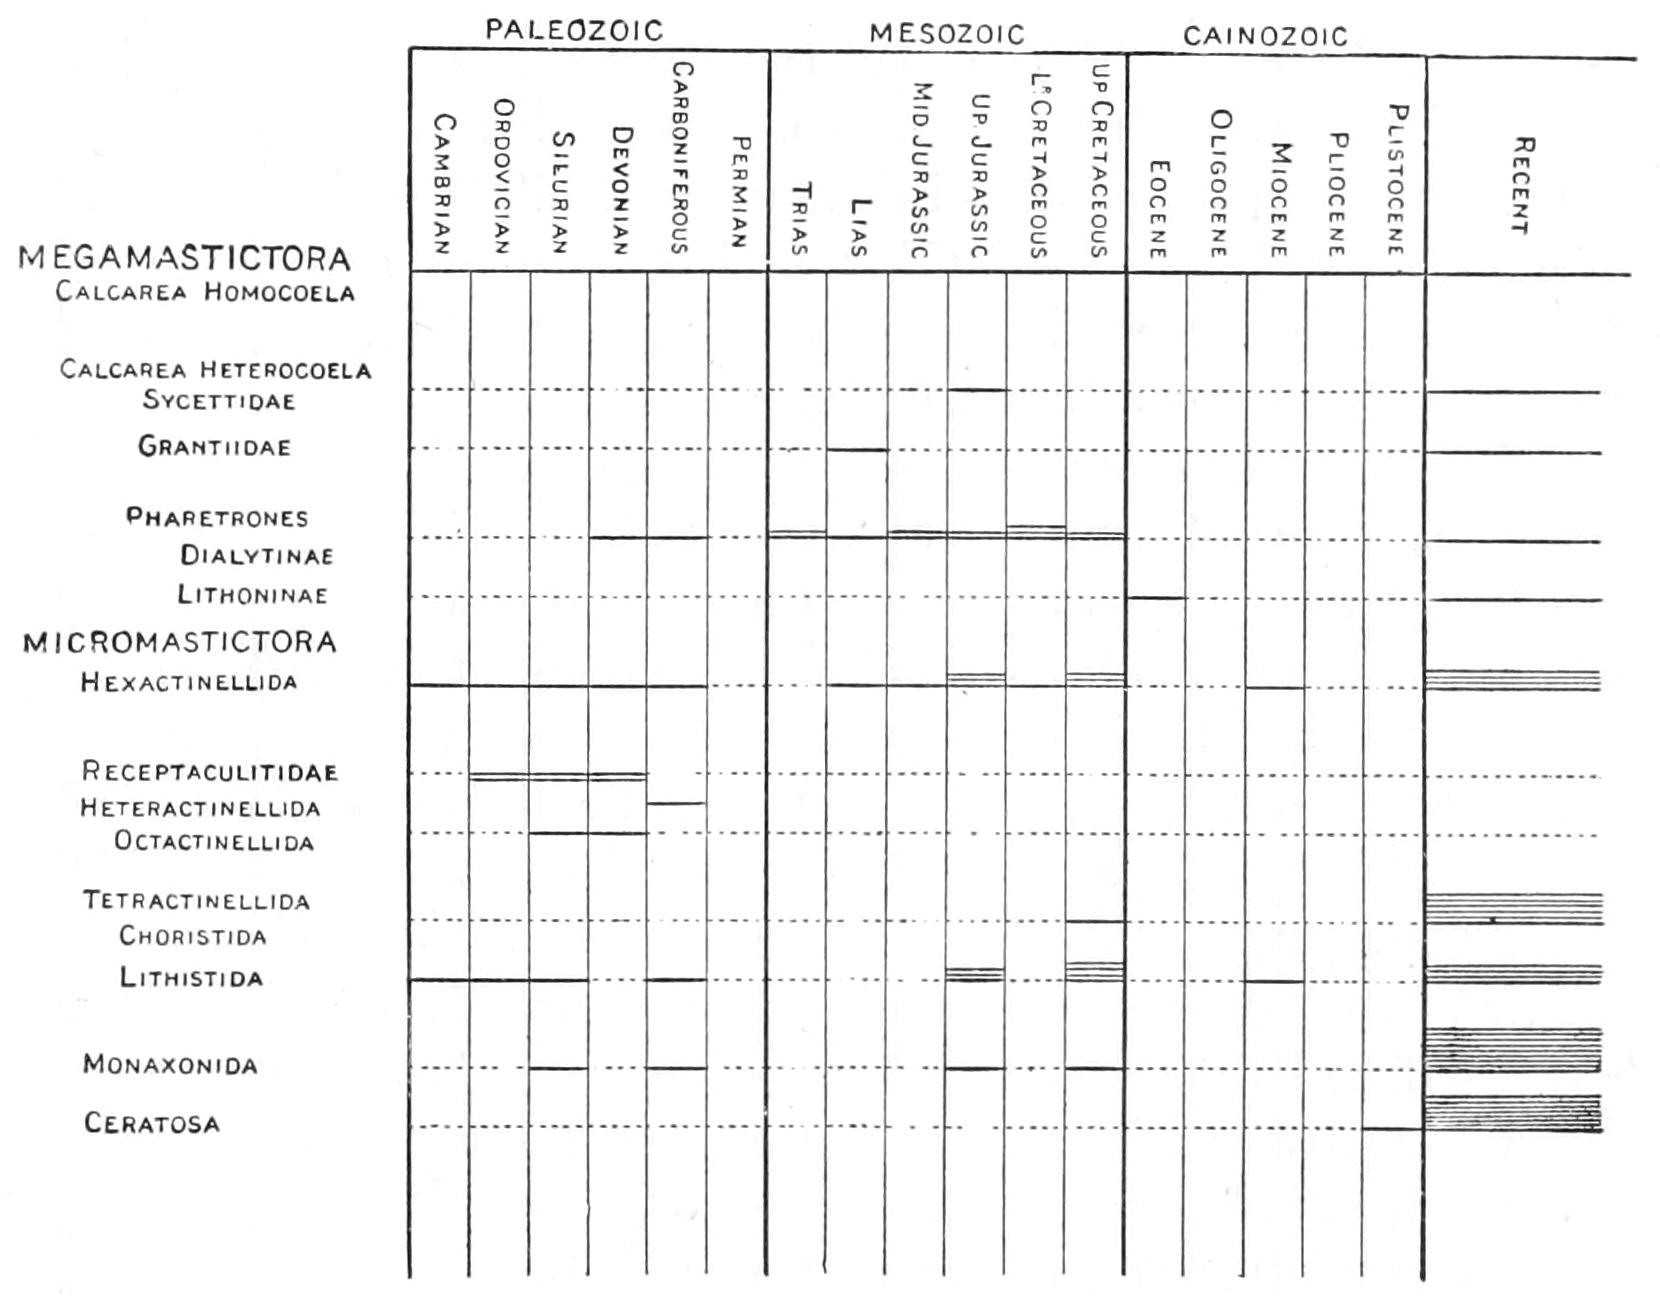 PALEOZOIC MESOZOIC CAINOZOIC
CAMBRIAN
ORDOVICIAN
SILURIAN
DEVONIAN
CARBONIFEROUS
PERMIAN
TRIAS
LIAS
MID. JURASSIC
UP. JURASSIC
LR. CRETACEOUS
UP CRETACEOUS
EOCENE
OLIGOCENE
MIOCENE
PLIOCENE
PLISTOCENE
RECENT
MEGAMASTICTORA
CALCAREA HOMOCOELA
CALCAREA HETEROCOELA
SYCETTIDAE
GRANTIIDAE
PHARETRONES
DIALYTINAE
LITHONINAE
MICROMASTICTORA
HEXACTINELLIDA
RECEPTACULITIDAE
HETERACTINELLIDA
OCTACTINELLIDA
TETRACTINELLIDA
CHORISTIDA
LITHISTIDA
MONAXONIDA
CERATOSA